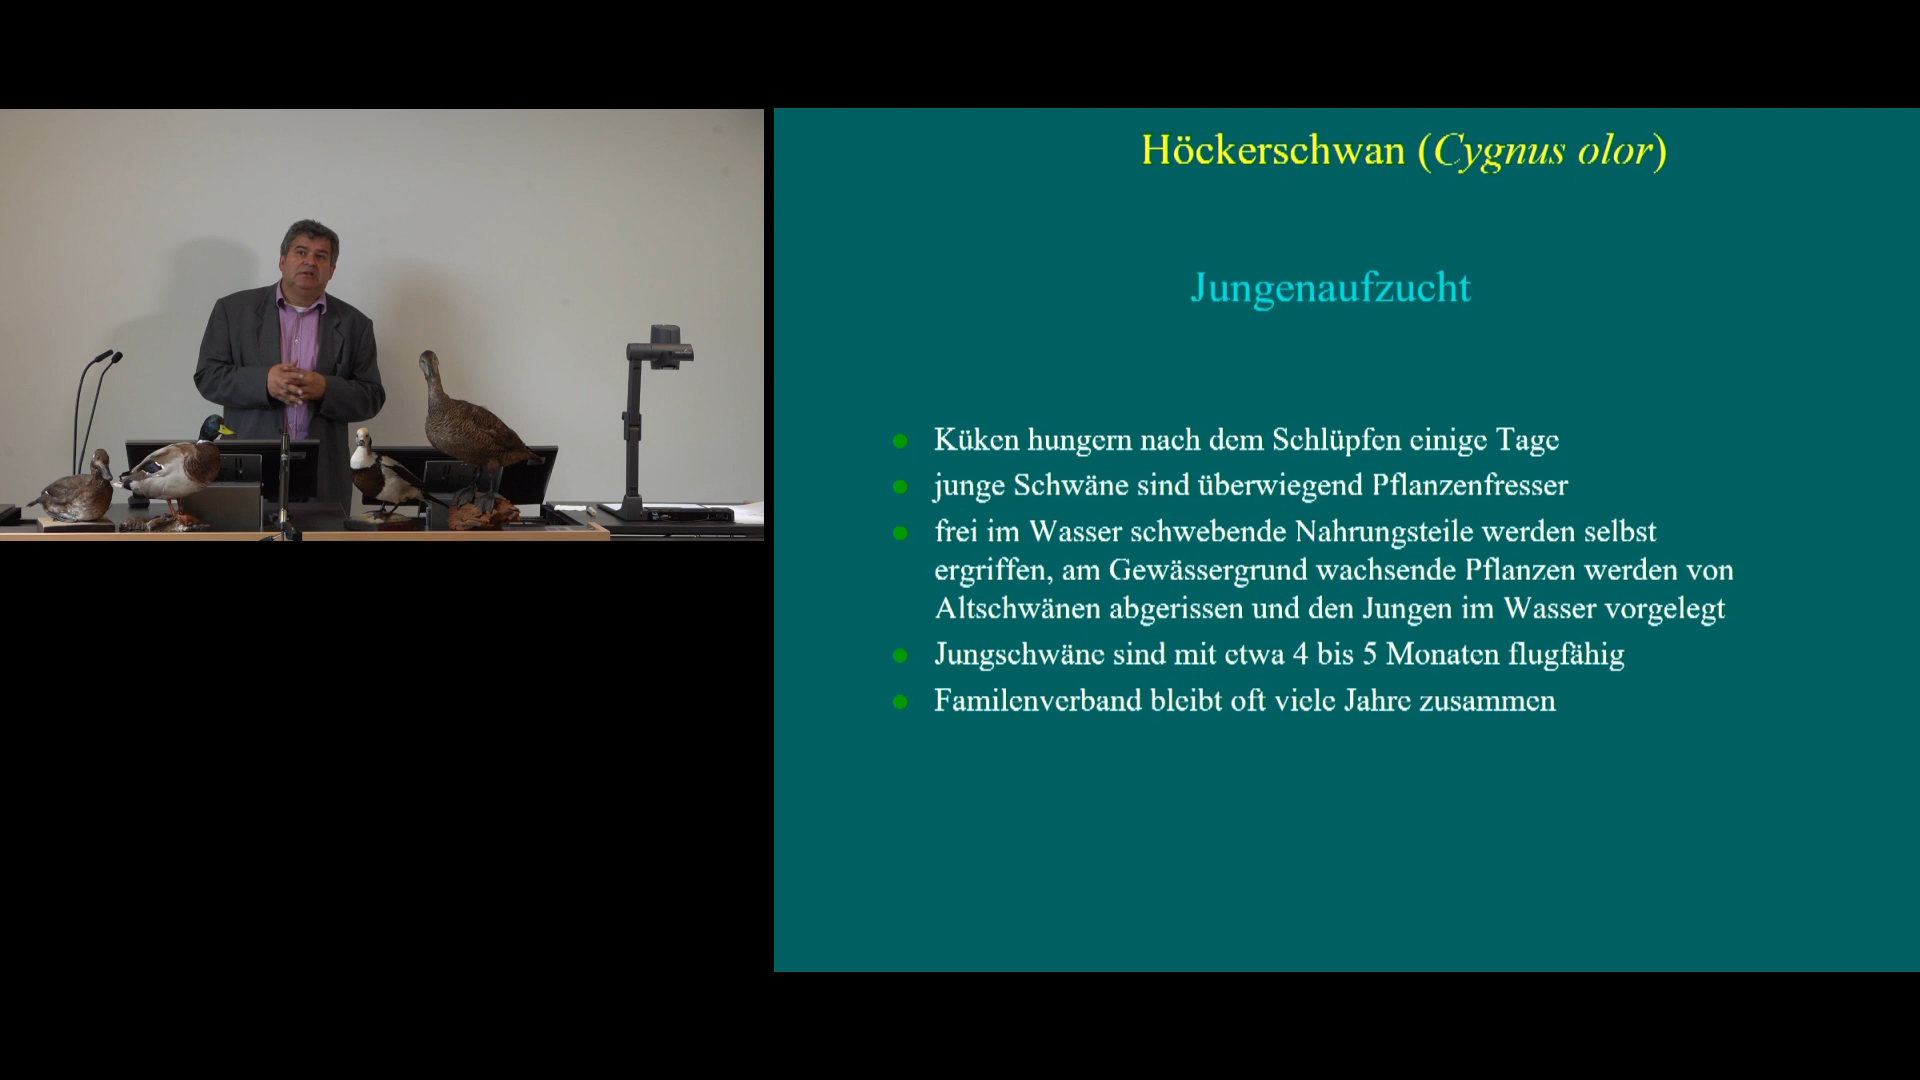 Höckerschwan (Cygnus olor)
Jungenaufzucht
Küken hungern nach dem Schlüpfen einige Tage
junge Schwäne sind überwiegend Pflanzenfresser
frei im Wasser schwebende Nahrungsteile werden selbst
ergriffen, am Gewässergrund wachsende Pflanzen werden von
Altschwänen abgerissen und den Jungen im Wasser vorgelegt
Jungschwäne sind mit etwa 4 bis 5 Monaten flugfähig
Familenverband bleibt oft viele Jahre zusammen